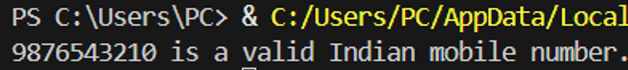 PS C:\Users\PC> & C:/Users/PC/AppData/Local
9876543210 is a valid Indian mobile number.